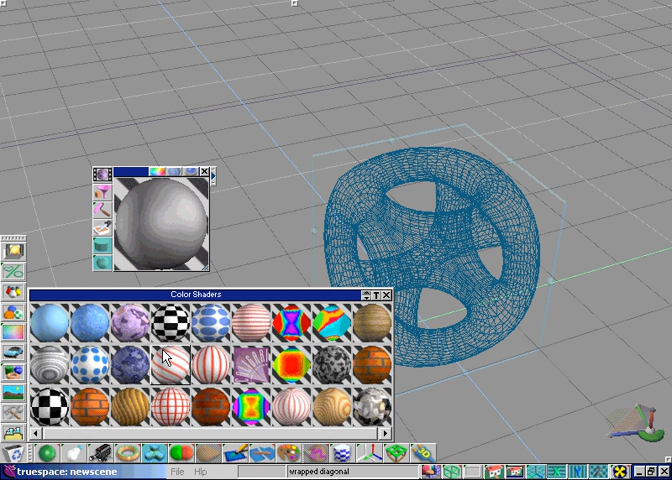 Color Shaders
T
truespace: newscene
File
Hlp
wrapped diagonal